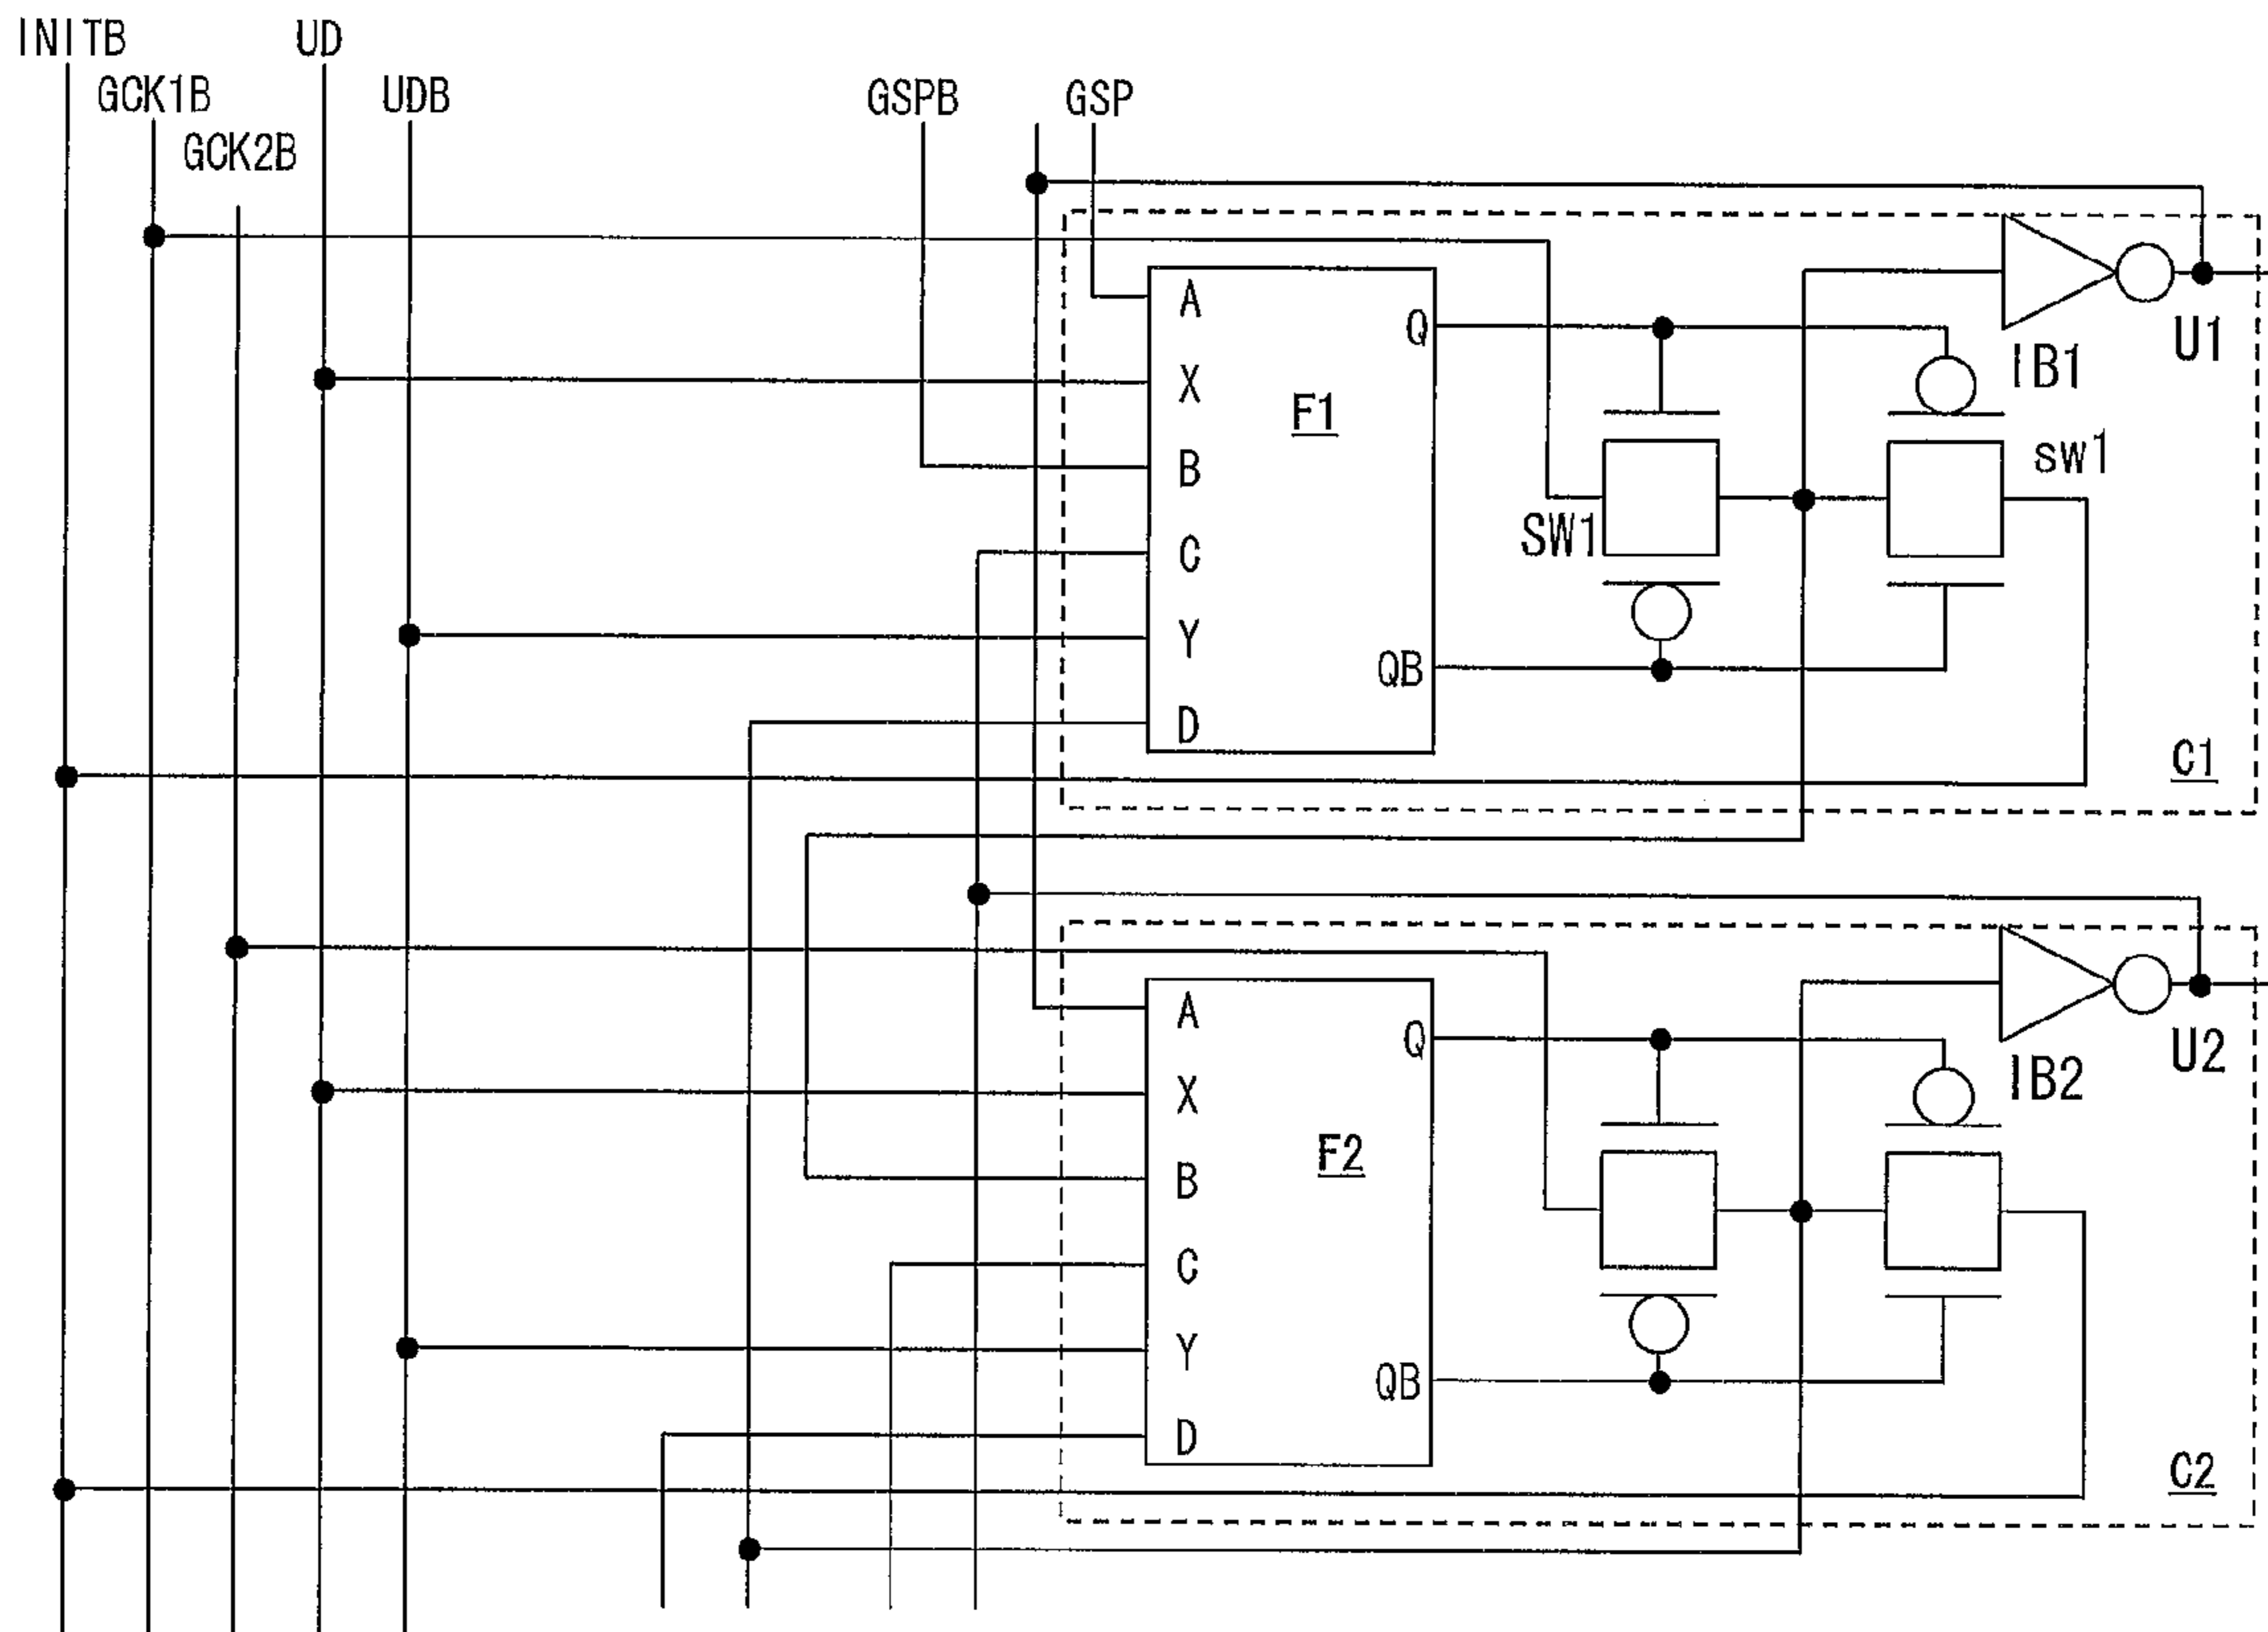 INITB
UD
GCK1B
UDB
GSPB
GSP
GCK2B
A
Q
U1
IB1
X
F1
sw1
B
SW1
C
Y
QB
D
C1
A
Q
U2
IB2
X
F2
B
C
Y
QB
D
C2